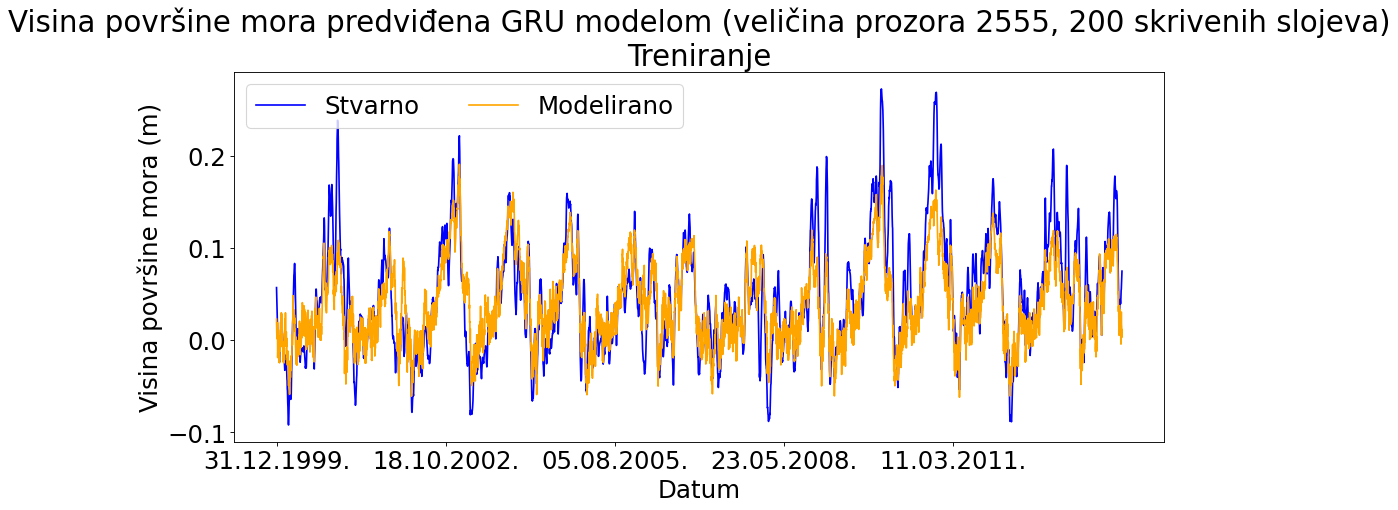 Visina površine mora predviđena GRU modelom (veličina prozora 2555, 200 skrivenih slojeva)
Treniranje
Stvarno
Modelirano
Visina površine mora (m)
0.2
0.1
0.0
−0.1
31.12.1999.
18.10.2002.
05.08.2005.
23.05.2008.
11.03.2011.
Datum